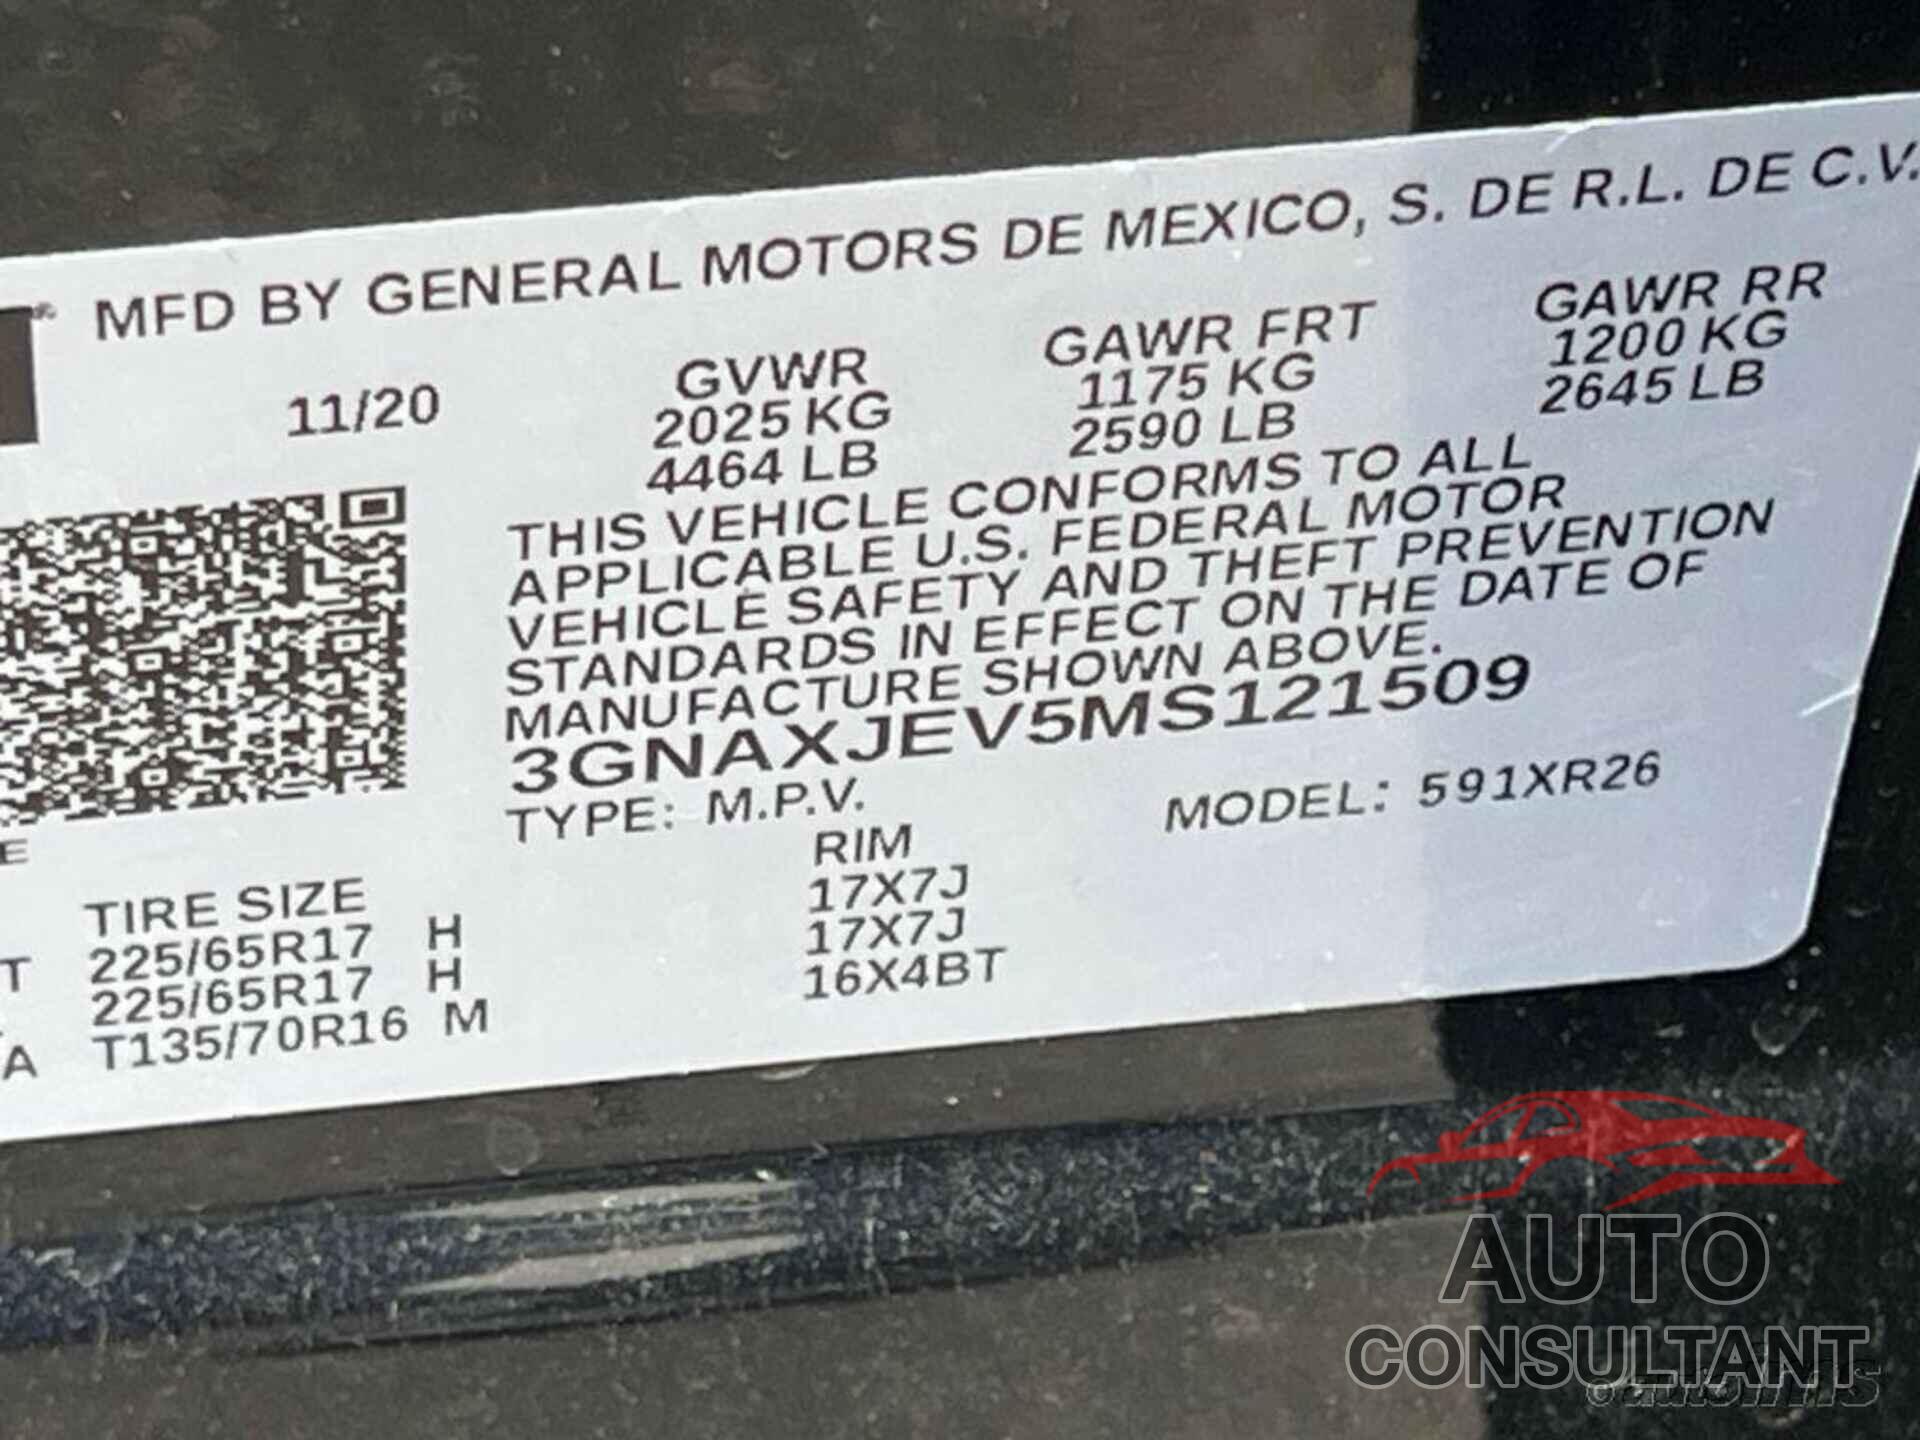 MFD BY GENERAL MOTORS DE MEXICO, S. DE R.L. DE C.V.
11/20 GVWR GAWR FRT GAWR RR
2025 KG 1175 KG 1200 KG
4464 LB 2590 LB 2645 LB
THIS VEHICLE CONFORMS TO ALL
APPLICABLE U.S. FEDERAL MOTOR
VEHICLE SAFETY AND THEFT PREVENTION
STANDARDS IN EFFECT ON THE DATE OF
MANUFACTURE SHOWN ABOVE.
3GNAXJEV5MS121509
TYPE: M.P.V. MODEL: 591XR26
E
TIRE SIZE RIM
T 225/65R17 H 17X7J
225/65R17 H 17X7J
A T135/70R16 M 16X4BT
AUTO
CONSULTANT